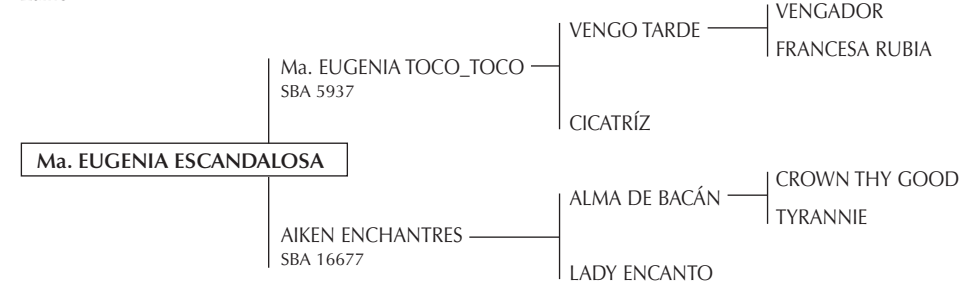 VENGADOR
VENGO TARDE
FRANCESA RUBIA
Ma. EUGENIA TOCO_TOCO
SBA 5937
CICATRÍZ
Ma. EUGENIA ESCANDALOSA
CROWN THY GOOD
ALMA DE BACÁN
TYRANNIE
AIKEN ENCHANTRES
SBA 16677
LADY ENCANTO